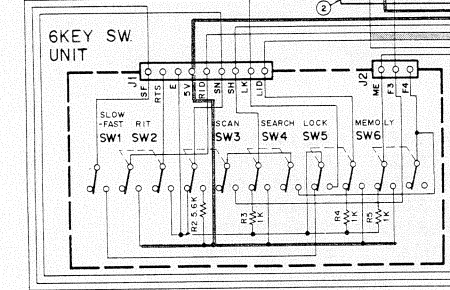 2
6KEY SW.
UNIT
J1
J2
SF
RTS
E
5V
RID
SN
SH
LK
LID
ME
F3
F4
SLOW
-FAST RIT SCAN SEARCH LOCK MEMO-LY
SW1 SW2 SW3 SW4 SW5 SW6
R2 5.6K
R3 1K
R4 1K
R5 1K